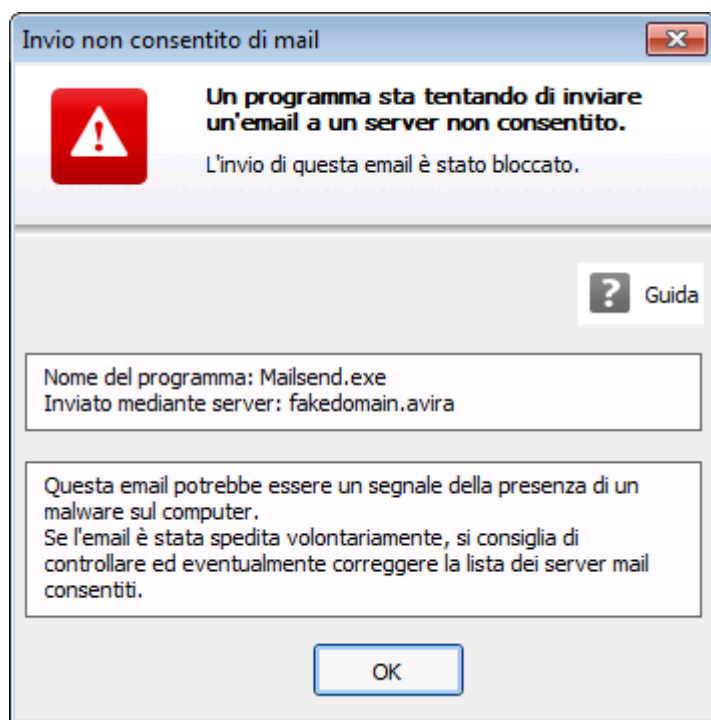 Invio non consentito di mail
Un programma sta tentando di inviare
un'email a un server non consentito.
L'invio di questa email è stato bloccato.
? Guida
Nome del programma: Mailsend.exe
Inviato mediante server: fakedomain.avira
Questa email potrebbe essere un segnale della presenza di un
malware sul computer.
Se l'email è stata spedita volontariamente, si consiglia di
controllare ed eventualmente correggere la lista dei server mail
consentiti.
OK